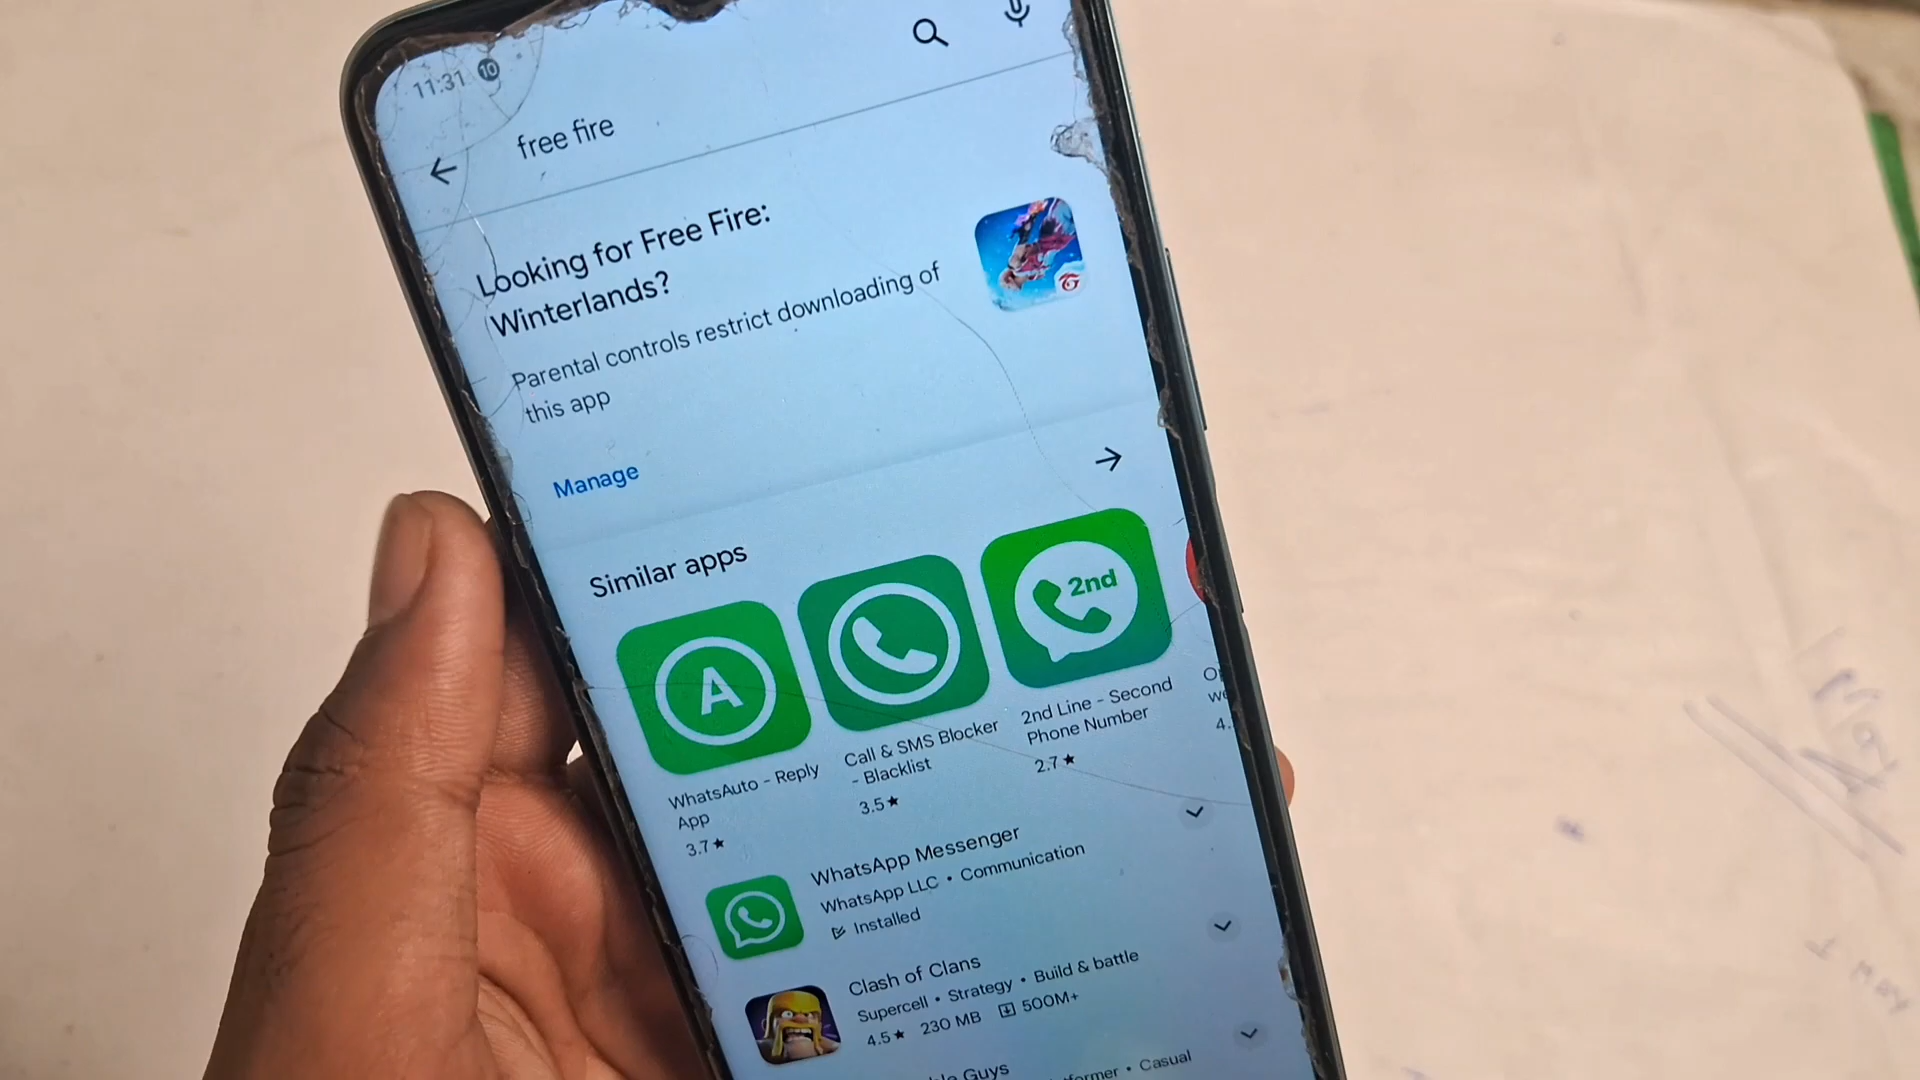 11:31 10
free fire
Looking for Free Fire:
Winterlands?
Parental controls restrict downloading of
this app
Manage
Similar apps
A
2nd
WhatsAuto - Reply
App
3.7★
Call & SMS Blocker
- Blacklist
3.5★
2nd Line - Second
Phone Number
2.7★
4.
WhatsApp Messenger
WhatsApp LLC • Communication
Installed
Clash of Clans
Supercell • Strategy • Build & battle
4.5★ 230 MB 500M+
Guys
• Casual